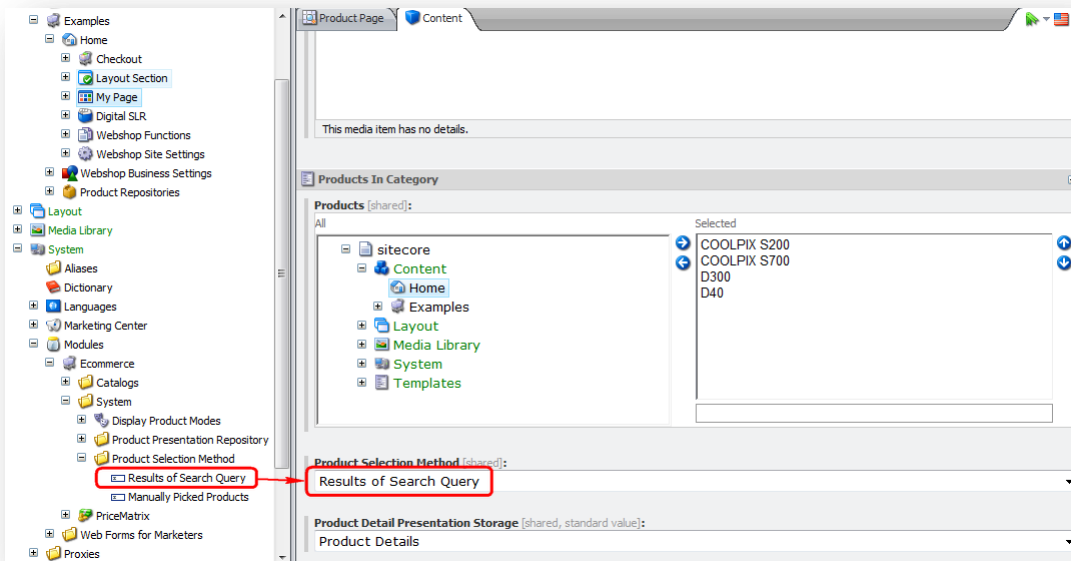 Examples
Home
Checkout
Layout Section
My Page
Digital SLR
Webshop Functions
Webshop Site Settings
Webshop Business Settings
Product Repositories
Layout
Media Library
System
Aliases
Dictionary
Languages
Marketing Center
Modules
Ecommerce
Catalogs
System
Display Product Modes
Product Presentation Repository
Product Selection Method
Results of Search Query
Manually Picked Products
PriceMatrix
Web Forms for Marketers
Proxies
Product Page
Content
This media item has no details.
Products In Category
Products [shared]:
All
sitecore
Content
Home
Examples
Layout
Media Library
System
Templates
Selected
COOLPIX S200
COOLPIX S700
D300
D40
Product Selection Method [shared]:
Results of Search Query
Product Detail Presentation Storage [shared, standard value]:
Product Details